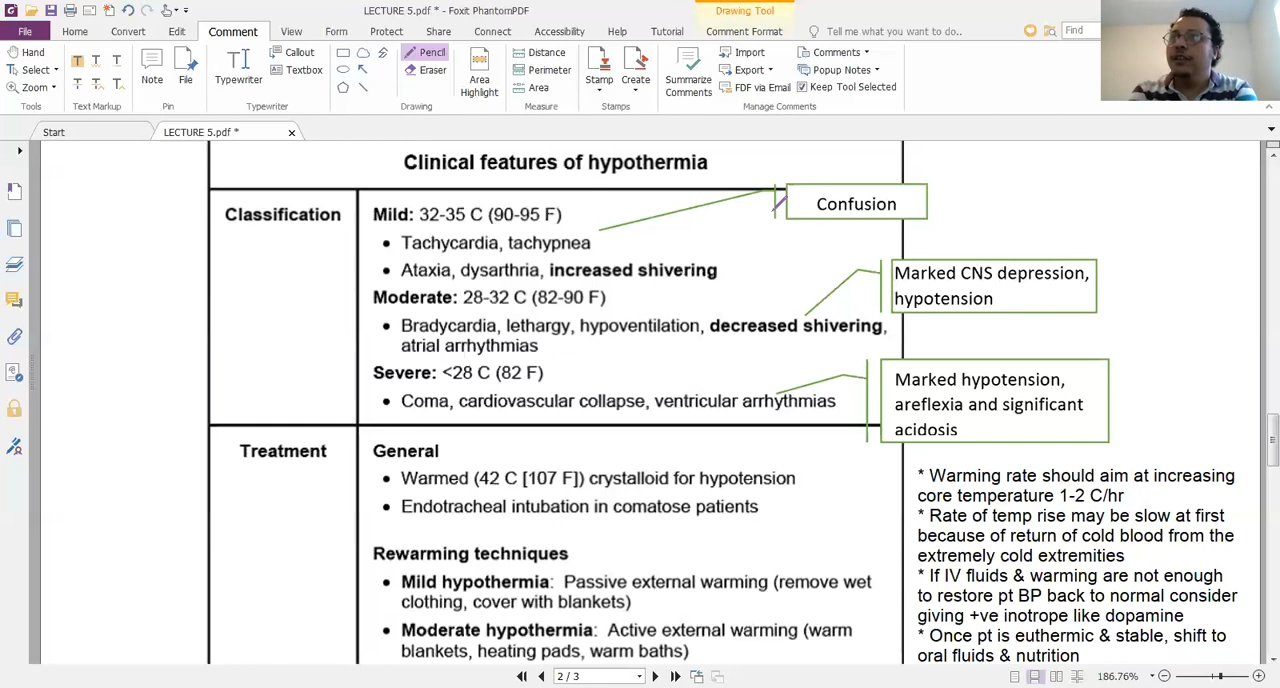 LECTURE 5.pdf * - Foxit PhantomPDF
Drawing Tool
File Home Convert Edit Comment View Form Protect Share Connect Accessibility Help Tutorial Comment Format Tell me what you want to do.. Find
Hand
Select
Zoom
Tools
T T T
T T T
Text Markup
Note
File
Pin
Typewriter
Callout
Textbox
Typewriter
Pencil
Eraser
Drawing
Area
Highlight
Distance
Perimeter
Area
Measure
Stamp
Create
Stamps
Summarize
Comments
Import
Export
FDF via Email
Comments
Popup Notes
Keep Tool Selected
Manage Comments
Start
LECTURE 5.pdf *
Clinical features of hypothermia
Classification
Mild: 32-35 C (90-95 F)
• Tachycardia, tachypnea
• Ataxia, dysarthria, increased shivering
Moderate: 28-32 C (82-90 F)
• Bradycardia, lethargy, hypoventilation, decreased shivering,
atrial arrhythmias
Severe: <28 C (82 F)
• Coma, cardiovascular collapse, ventricular arrhythmias
Confusion
Marked CNS depression,
hypotension
Marked hypotension,
areflexia and significant
acidosis
Treatment
General
• Warmed (42 C [107 F]) crystalloid for hypotension
• Endotracheal intubation in comatose patients
Rewarming techniques
• Mild hypothermia: Passive external warming (remove wet
clothing, cover with blankets)
• Moderate hypothermia: Active external warming (warm
blankets, heating pads, warm baths)
* Warming rate should aim at increasing
core temperature 1-2 C/hr
* Rate of temp rise may be slow at first
because of return of cold blood from the
extremely cold extremities
* If IV fluids & warming are not enough
to restore pt BP back to normal consider
giving +ve inotrope like dopamine
* Once pt is euthermic & stable, shift to
oral fluids & nutrition
2 / 3
186.76%